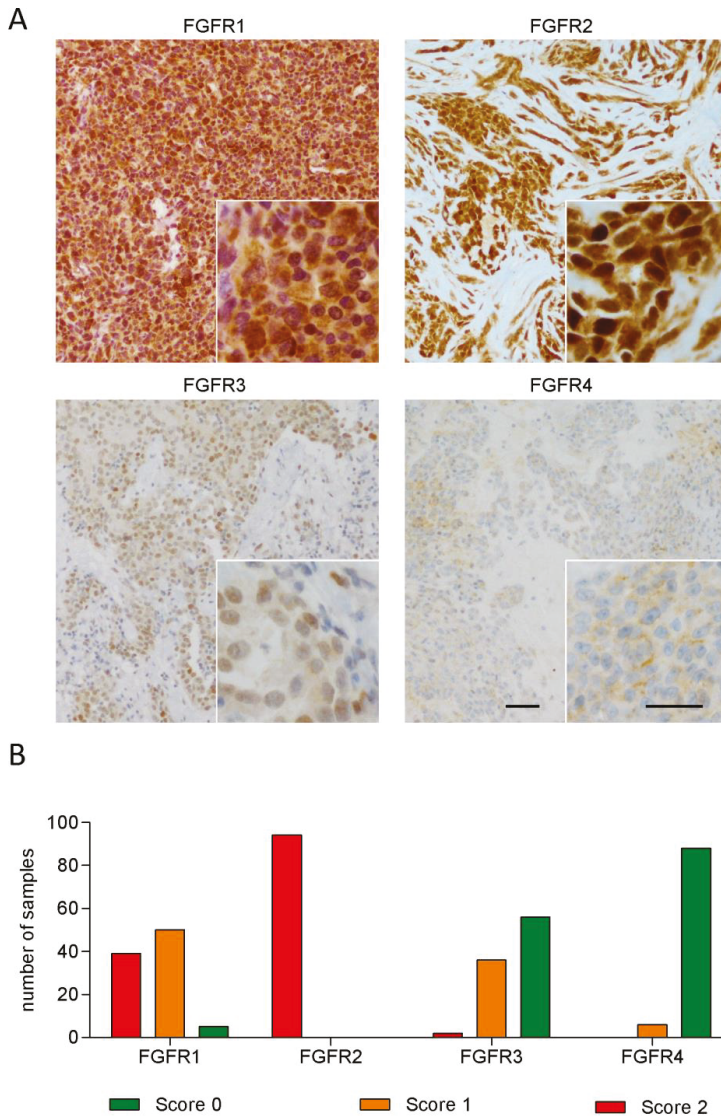 A
FGFR1
FGFR2
FGFR3
FGFR4
B
number of samples
100
80
60
40
20
0
FGFR1 FGFR2 FGFR3 FGFR4
Score 0 Score 1 Score 2